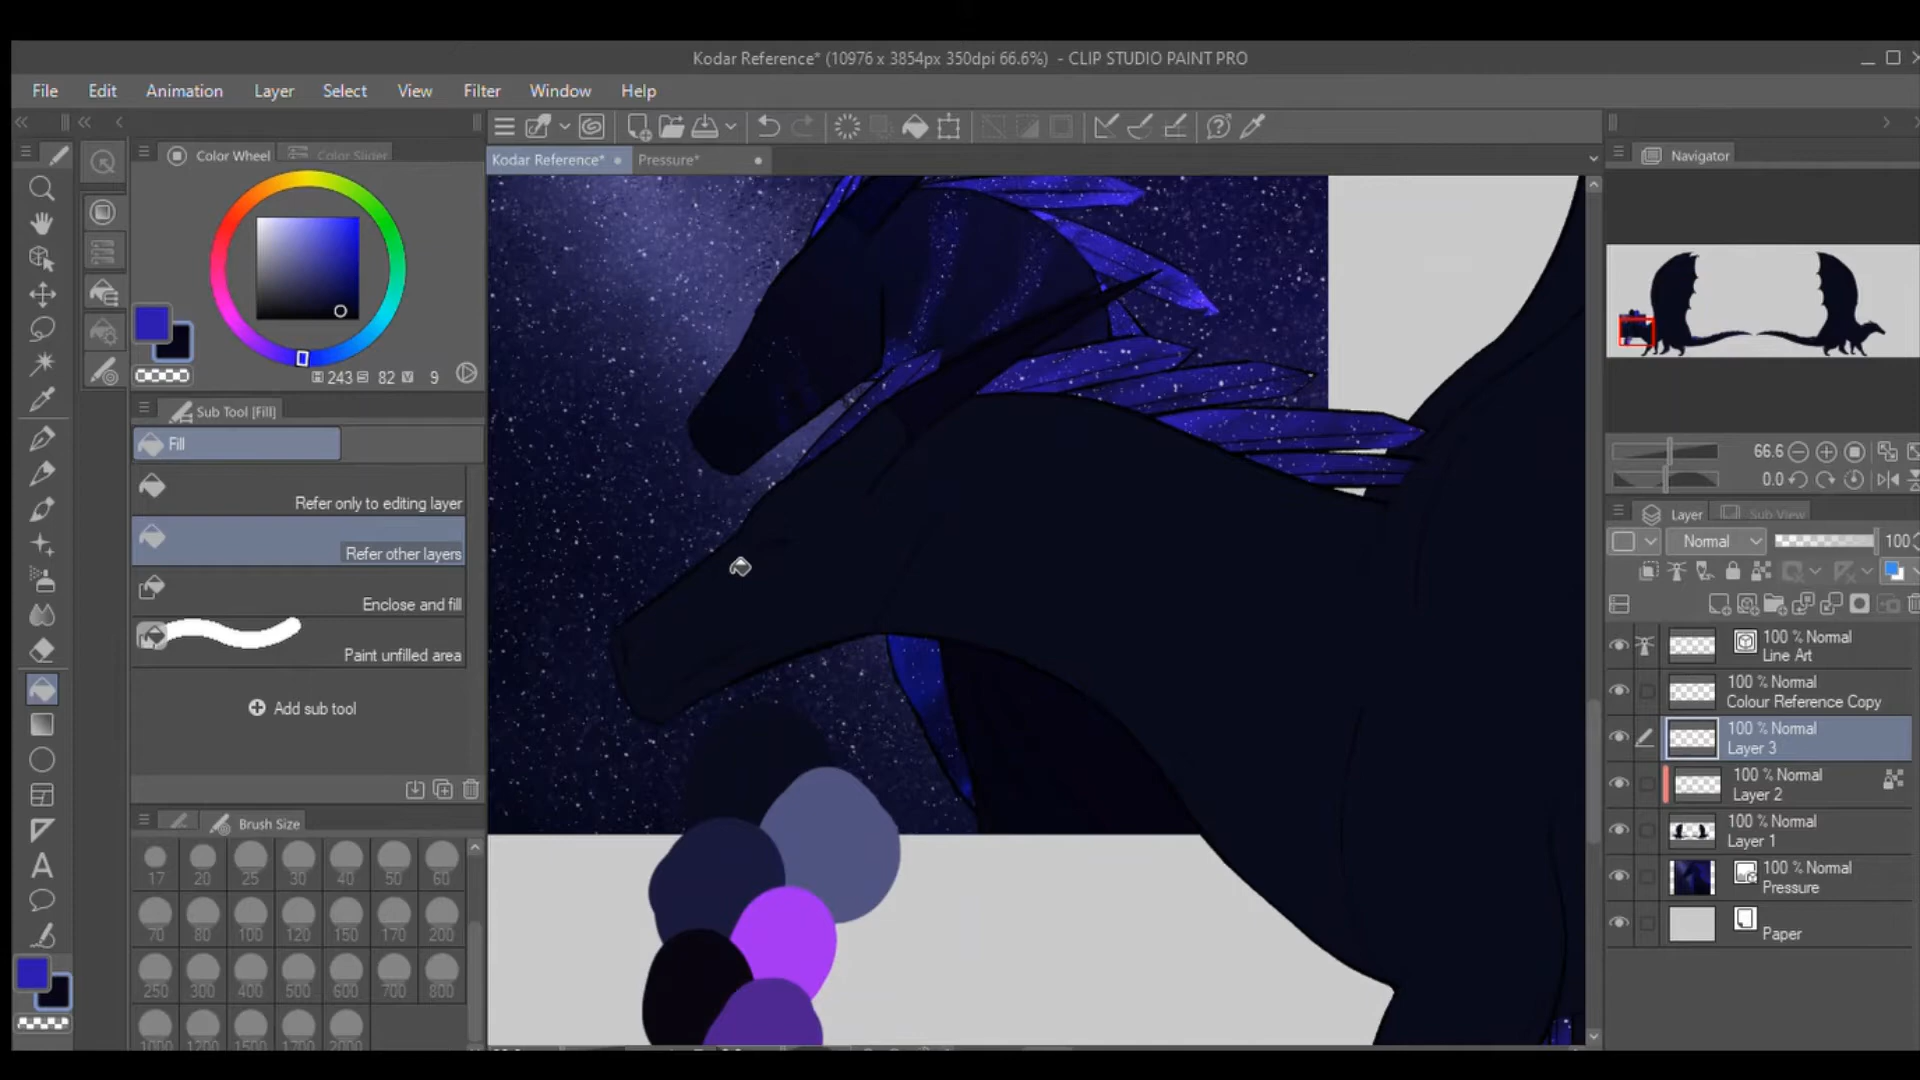 Kodar Reference* (10976 x 3854px 350dpi 66.6%) - CLIP STUDIO PAINT PRO
File Edit Animation Layer Select View Filter Window Help
Color Wheel Color Slider
Kodar Reference* Pressure*
Navigator
243 82 9
Sub Tool [Fill]
Fill
Refer only to editing layer
Refer other layers
Enclose and fill
Paint unfilled area
Add sub tool
Brush Size
17 20 25 30 40 50 60
70 80 100 120 150 170 200
250 300 400 500 600 700 800
1000 1200 1500 1700 2000
66.6
0.0
Layer Sub View
Normal 100
100 % Normal
Line Art
100 % Normal
Colour Reference Copy
100 % Normal
Layer 3
100 % Normal
Layer 2
100 % Normal
Layer 1
100 % Normal
Pressure
Paper